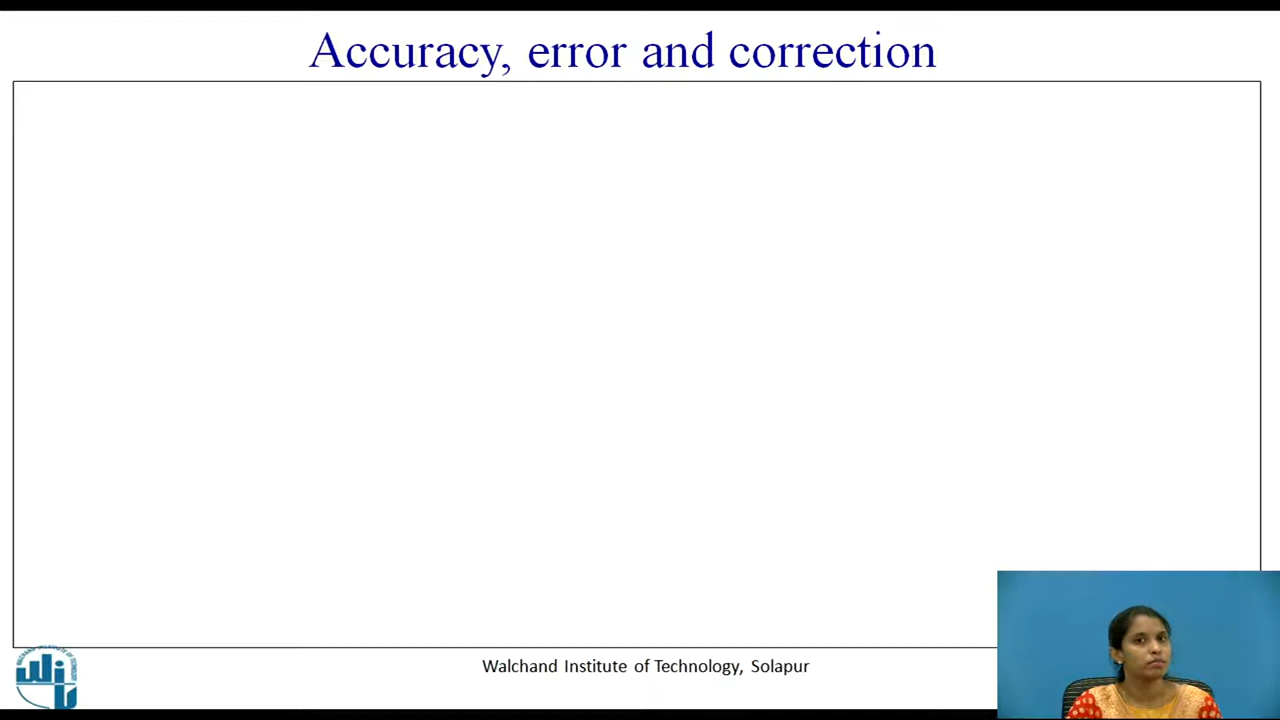 Accuracy, error and correction
Walchand Institute of Technology, Solapur